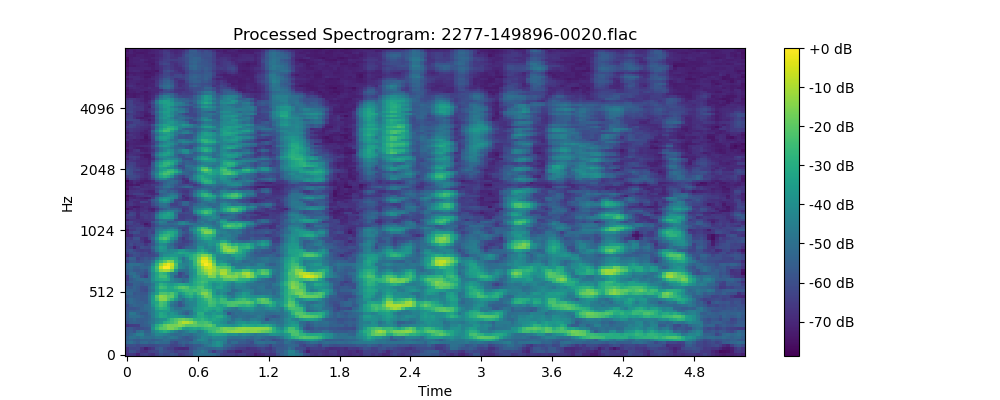 Processed Spectrogram: 2277-149896-0020.flac
+0 dB
-10 dB
4096
-20 dB
2048
-30 dB
Hz
-40 dB
1024
-50 dB
512
-60 dB
-70 dB
0
0 0.6 1.2 1.8 2.4 3 3.6 4.2 4.8
Time